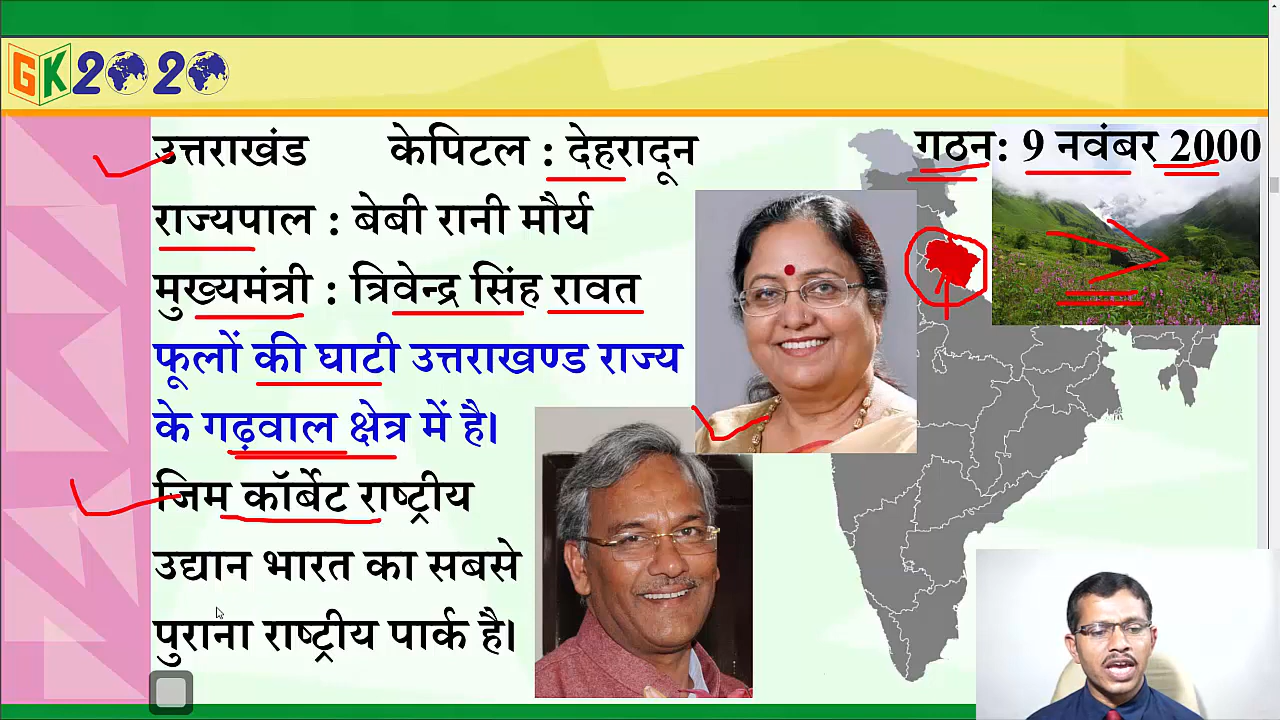 GK2020
उत्तराखंड केपिटल : देहरादून गठन: 9 नवंबर 2000
राज्यपाल : बेबी रानी मौर्य
मुख्यमंत्री : त्रिवेन्द्र सिंह रावत
फूलों की घाटी उत्तराखण्ड राज्य
के गढ़वाल क्षेत्र में है।
जिम कॉर्बेट राष्ट्रीय
उद्यान भारत का सबसे
पुराना राष्ट्रीय पार्क है।